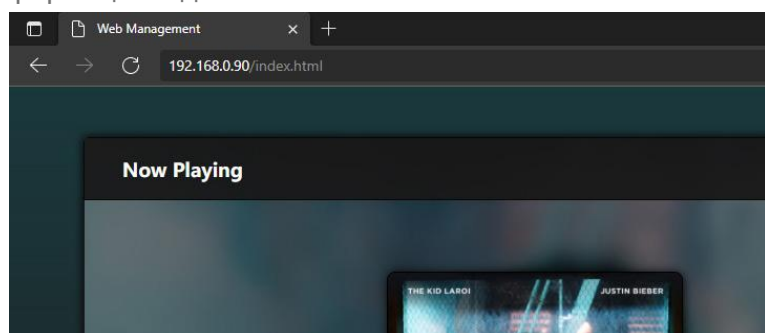 Web Management
192.168.0.90/index.html
Now Playing
THE KID LAROI
JUSTIN BIEBER